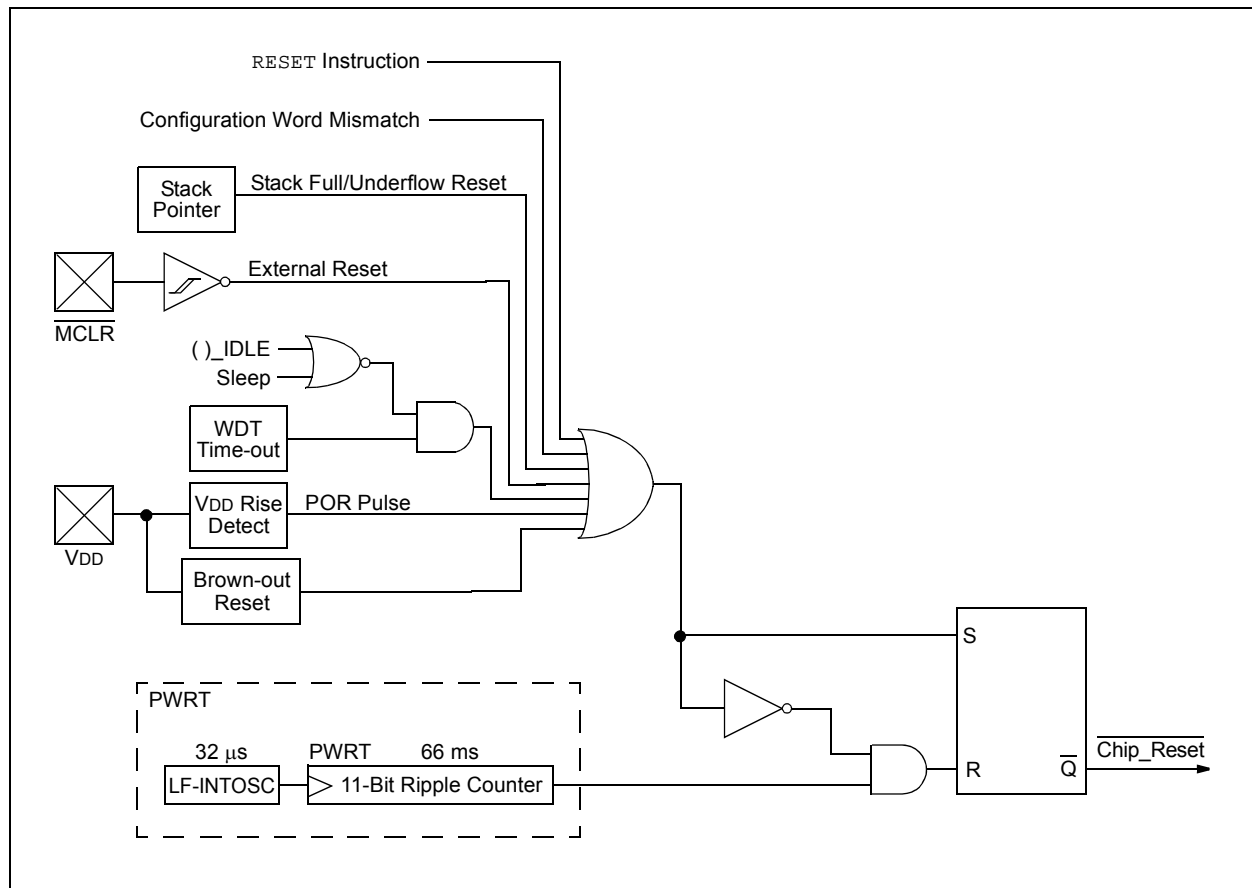 RESET Instruction
Configuration Word Mismatch
Stack
Pointer
Stack Full/Underflow Reset
External Reset
MCLR
( )_IDLE
Sleep
WDT
Time-out
VDD Rise
Detect
POR Pulse
VDD
Brown-out
Reset
S
PWRT
32 μs
PWRT
66 ms
LF-INTOSC
11-Bit Ripple Counter
R
Q
Chip_Reset